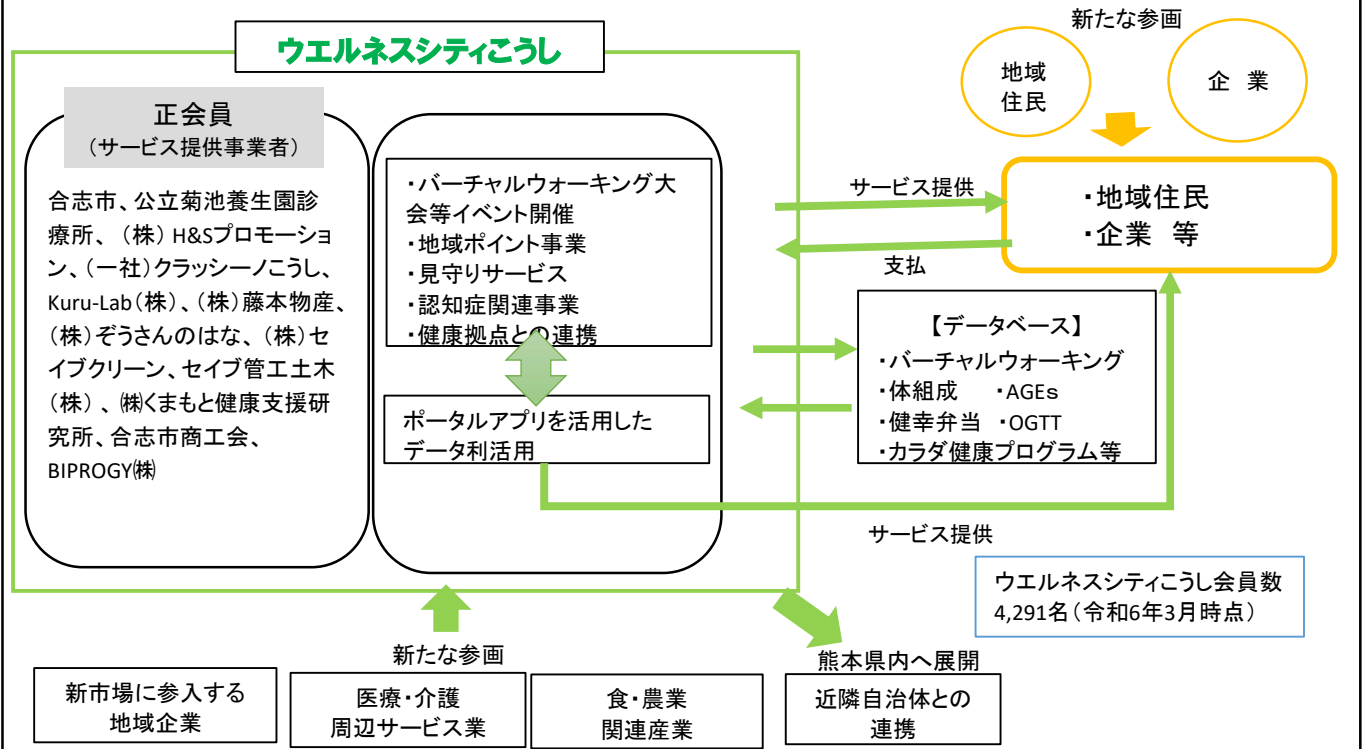 ウエルネスシティこうし
正会員
（サービス提供事業者）
合志市、公立菊池養生園診
療所、（株）H&Sプロモーショ
ン、（一社）クラッシーノこうし、
Kuru-Lab（株）、（株）藤本物産、
（株）ぞうさんのはな、（株）セ
イブクリーン、セイブ管工土木
（株）、㈱くまもと健康支援研
究所、合志市商工会、
BIPROGY㈱
・バーチャルウォーキング大
会等イベント開催
・地域ポイント事業
・見守りサービス
・認知症関連事業
・健康拠点との連携
ポータルアプリを活用した
データ利活用
新たな参画
地域
住民
企　業
サービス提供
・地域住民
・企業　等
支払
【データベース】
・バーチャルウォーキング
・体組成　　・AGEs
・健幸弁当　・OGTT
・カラダ健康プログラム等
サービス提供
ウエルネスシティこうし会員数
4,291名（令和6年3月時点）
新たな参画
熊本県内へ展開
新市場に参入する
地域企業
医療・介護
周辺サービス業
食・農業
関連産業
近隣自治体との
連携